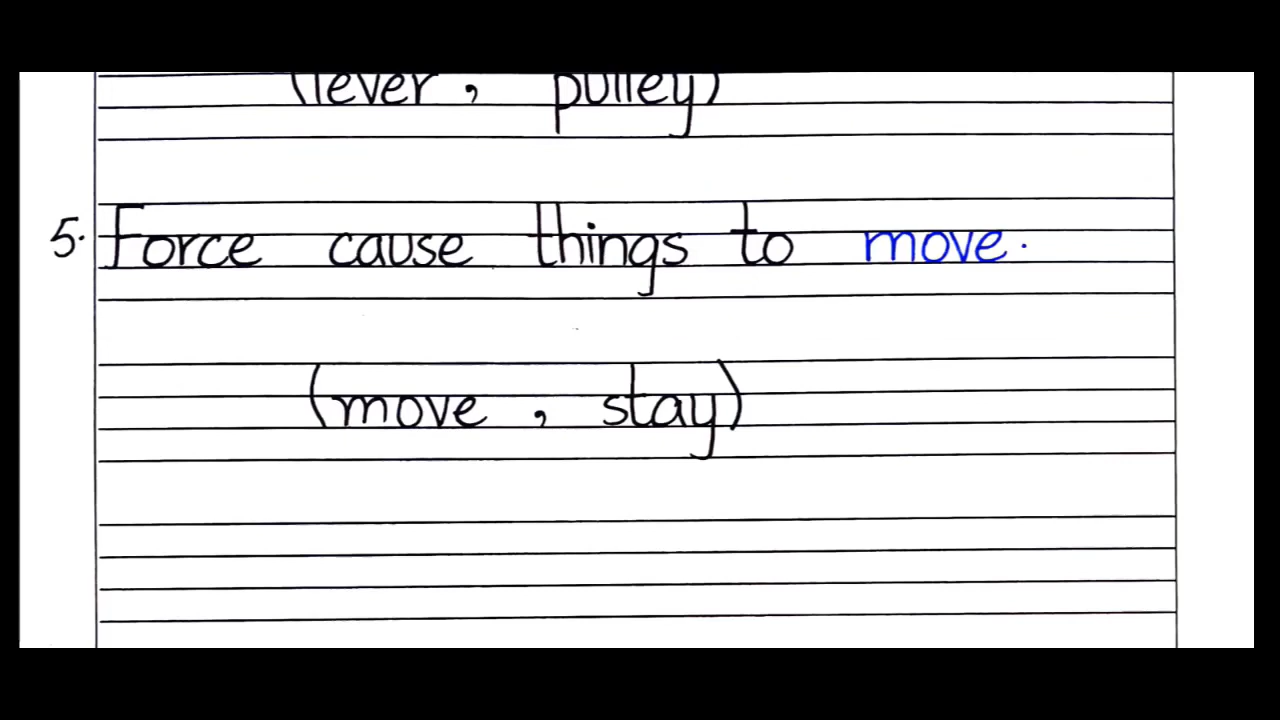 (lever, pulley)
5. Force cause things to move.
(move, stay)